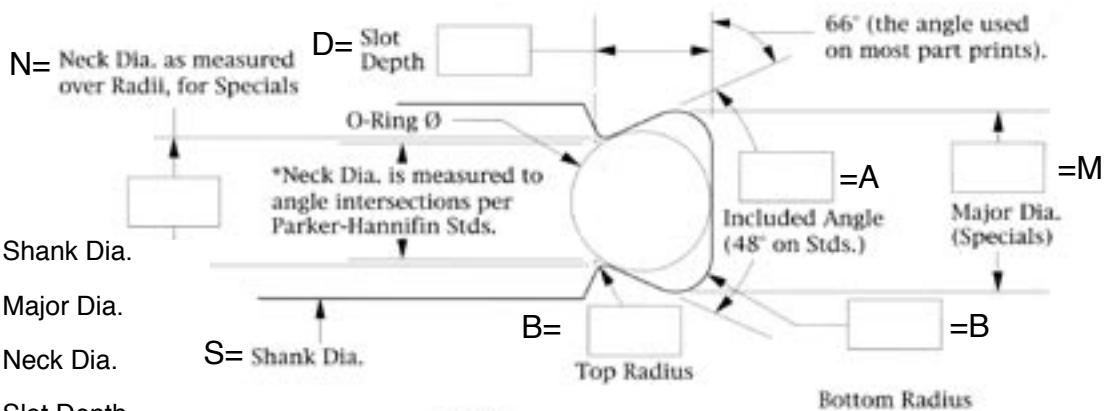 N= Neck Dia. as measured
over Radii, for Specials
D= Slot
Depth
66° (the angle used
on most part prints).
O-Ring Ø
*Neck Dia. is measured to
angle intersections per
Parker-Hannifin Stds.
=A
Included Angle
(48° on Stds.)
=M
Major Dia.
(Specials)
Shank Dia.
Major Dia.
Neck Dia.
Slot Depth
S= Shank Dia.
B=
Top Radius
=B
Bottom Radius